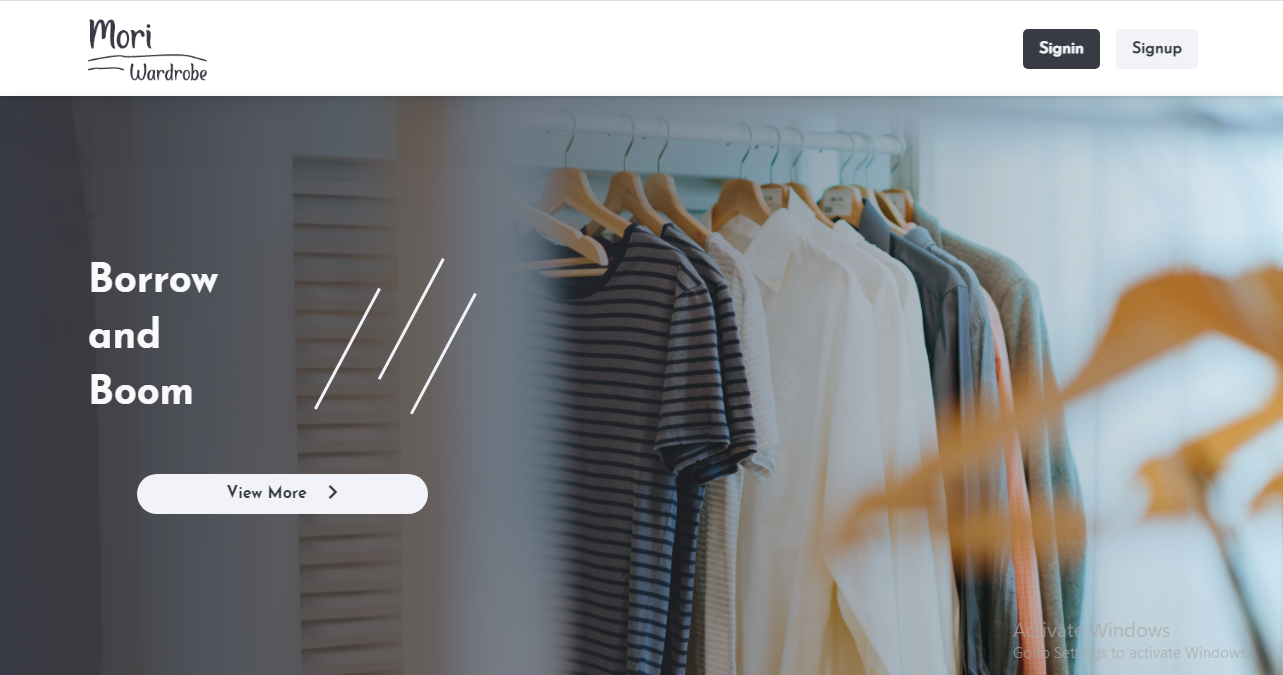 Mori
Wardrobe
Signin
Signup
Borrow
and
Boom
View More
Activate Windows
Go to Settings to activate Windows.